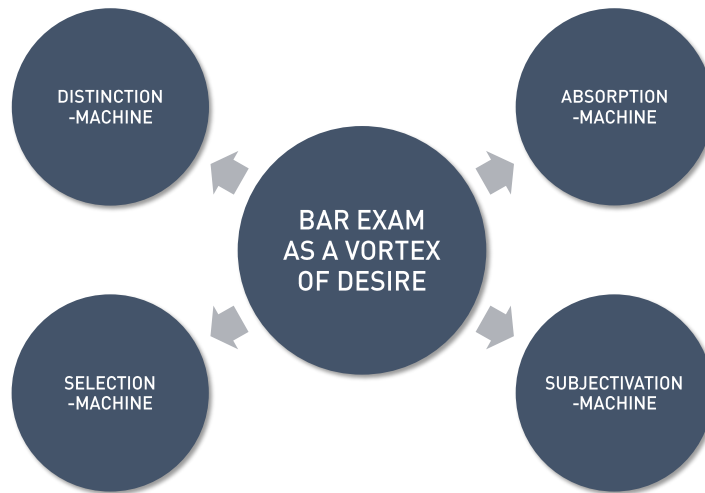 DISTINCTION
-MACHINE
ABSORPTION
-MACHINE
BAR EXAM
AS A VORTEX
OF DESIRE
SELECTION
-MACHINE
SUBJECTIVATION
-MACHINE